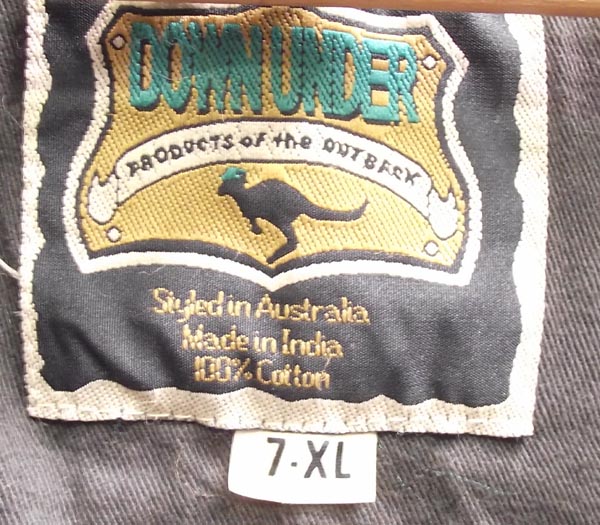 DOWN UNDER
PRODUCTS of the OUTBACK
Styled in Australia
Made in India
100% Cotton
7-XL